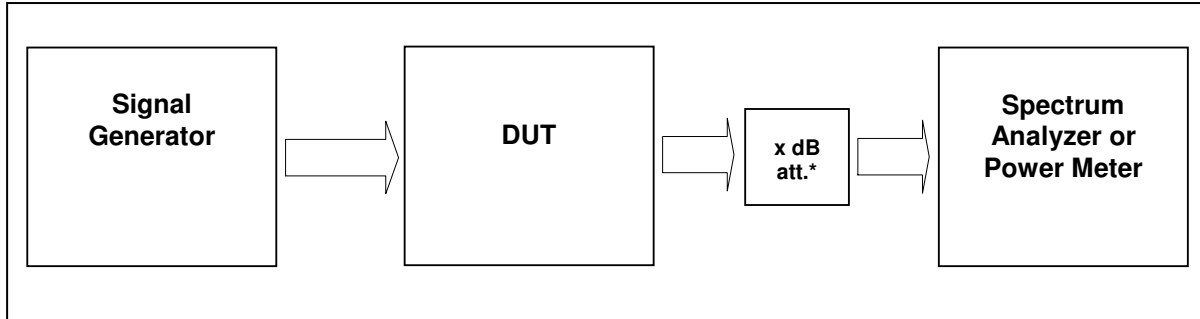 Signal
Generator
DUT
x dB
att.*
Spectrum
Analyzer or
Power Meter